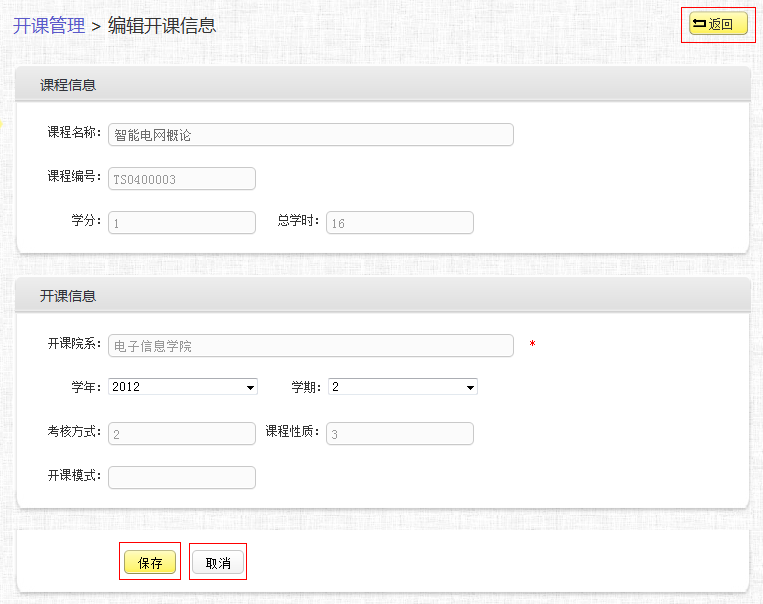 开课管理 > 编辑开课信息
返回
课程信息
课程名称： 智能电网概论
课程编号： TS0400003
学分： 1 总学时： 16
开课信息
开课院系： 电子信息学院 *
学年： 2012 学期： 2
考核方式： 2 课程性质： 3
开课模式：
保存 取消